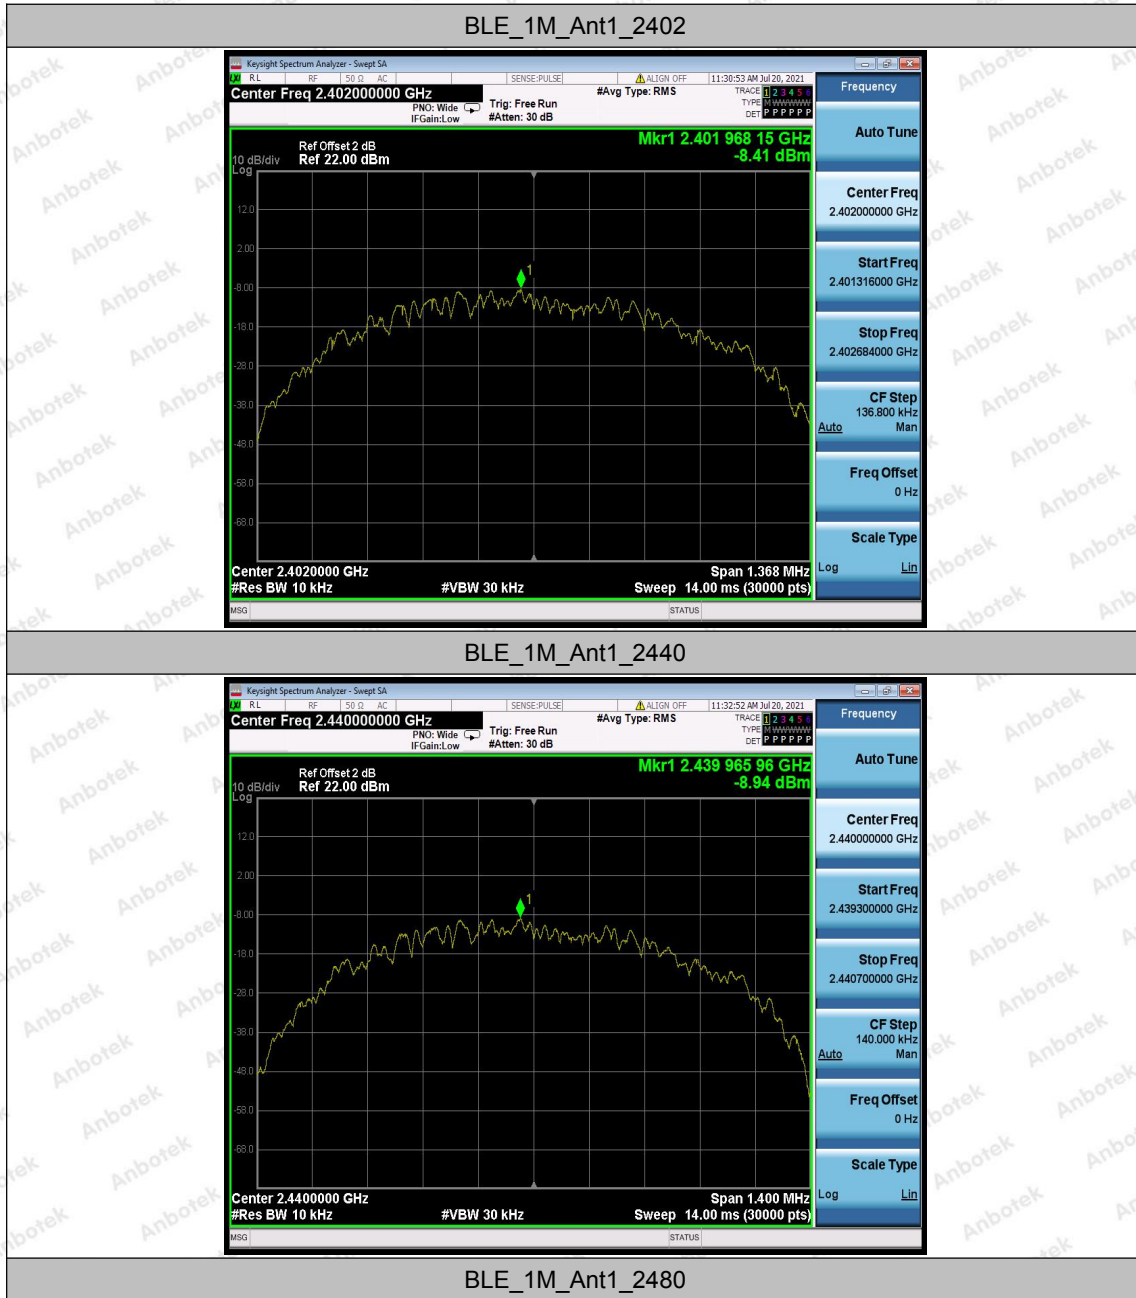 BLE_1M_Ant1_2402
Keysight Spectrum Analyzer - Swept SA
LXI RL RF 50 Ω AC SENSE:PULSE ALIGN OFF 11:30:53 AM Jul 20, 2021
Center Freq 2.402000000 GHz #Avg Type: RMS TRACE 1 2 3 4 5 6
PNO: Wide Trig: Free Run TYPE M WWWWW
IFGain:Low #Atten: 30 dB DET P P P P P P
Mkr1 2.401 968 15 GHz
-8.41 dBm
Ref Offset 2 dB
10 dB/div Ref 22.00 dBm
Log
12.0
2.00
1
-8.00
-18.0
-28.0
-38.0
-48.0
-58.0
-68.0
Center 2.4020000 GHz Span 1.368 MHz
#Res BW 10 kHz #VBW 30 kHz Sweep 14.00 ms (30000 pts)
MSG STATUS
Frequency
Auto Tune
Center Freq
2.402000000 GHz
Start Freq
2.401316000 GHz
Stop Freq
2.402684000 GHz
CF Step
136.800 kHz
Auto Man
Freq Offset
0 Hz
Scale Type
Log Lin
BLE_1M_Ant1_2440
Keysight Spectrum Analyzer - Swept SA
LXI RL RF 50 Ω AC SENSE:PULSE ALIGN OFF 11:32:52 AM Jul 20, 2021
Center Freq 2.440000000 GHz #Avg Type: RMS TRACE 1 2 3 4 5 6
PNO: Wide Trig: Free Run TYPE M WWWWW
IFGain:Low #Atten: 30 dB DET P P P P P P
Mkr1 2.439 965 96 GHz
-8.94 dBm
Ref Offset 2 dB
10 dB/div Ref 22.00 dBm
Log
12.0
2.00
1
-8.00
-18.0
-28.0
-38.0
-48.0
-58.0
-68.0
Center 2.4400000 GHz Span 1.400 MHz
#Res BW 10 kHz #VBW 30 kHz Sweep 14.00 ms (30000 pts)
MSG STATUS
Frequency
Auto Tune
Center Freq
2.440000000 GHz
Start Freq
2.439300000 GHz
Stop Freq
2.440700000 GHz
CF Step
140.000 kHz
Auto Man
Freq Offset
0 Hz
Scale Type
Log Lin
BLE_1M_Ant1_2480
Anbotek